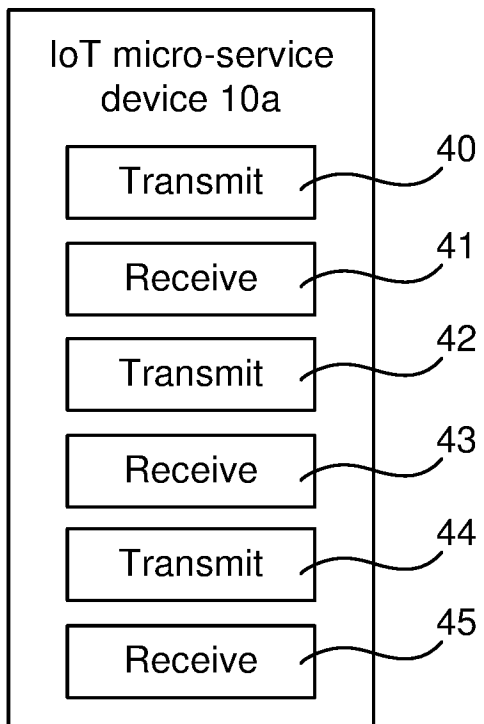 IoT micro-service
device 10a
Transmit
40
Receive
41
Transmit
42
Receive
43
Transmit
44
Receive
45